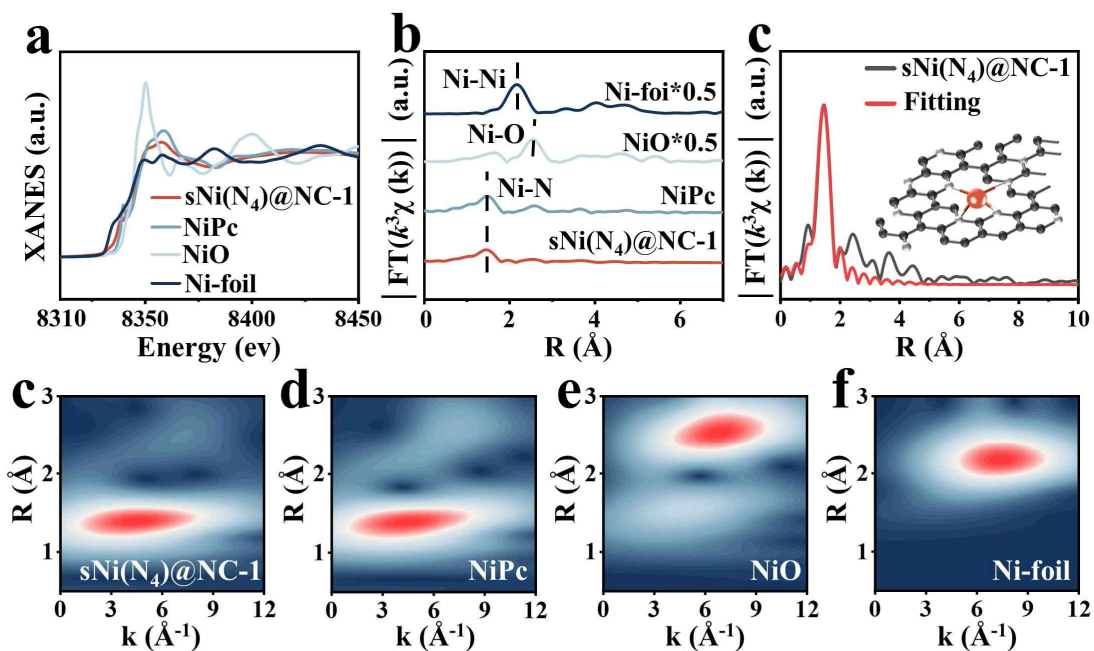 a
XANES (a.u.)
sNi(N₄)@NC-1
NiPc
NiO
Ni-foil
8310 8350 8400 8450
Energy (ev)
b
|FT(k³χ (k)) | (a.u.)
Ni-Ni
Ni-foi*0.5
Ni-O
NiO*0.5
Ni-N
NiPc
sNi(N₄)@NC-1
0 2 4 6
R (Å)
c
|FT(k³χ (k)) | (a.u.)
sNi(N₄)@NC-1
Fitting
0 2 4 6 8 10
R (Å)
c
R (Å)
3
2
1
sNi(N₄)@NC-1
0 3 6 9 12
k (Å⁻¹)
d
R (Å)
3
2
1
NiPc
0 3 6 9 12
k (Å⁻¹)
e
R (Å)
3
2
1
NiO
0 3 6 9 12
k (Å⁻¹)
f
R (Å)
3
2
1
Ni-foil
0 3 6 9 12
k (Å⁻¹)